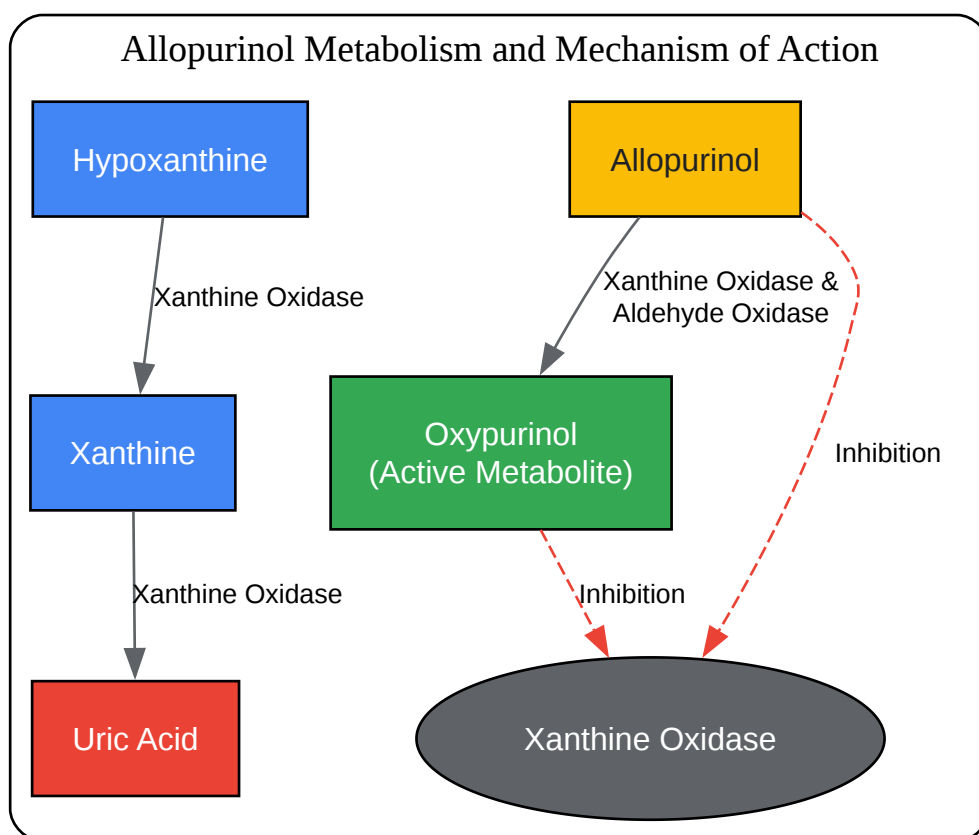 Allopurinol Metabolism and Mechanism of Action
Hypoxanthine
Allopurinol
Xanthine Oxidase
Xanthine Oxidase &
Aldehyde Oxidase
Xanthine
Oxypurinol
(Active Metabolite)
Inhibition
Xanthine Oxidase
Inhibition
Uric Acid
Xanthine Oxidase